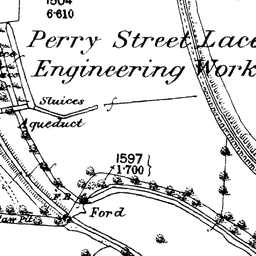 1504
6·610
Perry Street Lace
Engineering Work
Sluices
Aqueduct
1597
1·700
F.B.
Ford